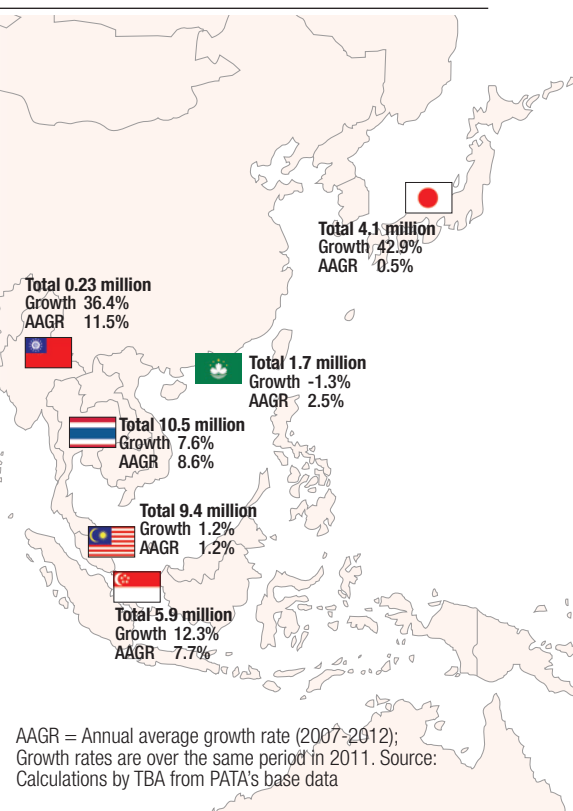 Total 4.1 million
Growth 42.9%
AAGR 0.5%
Total 0.23 million
Growth 36.4%
AAGR 11.5%
Total 1.7 million
Growth -1.3%
AAGR 2.5%
Total 10.5 million
Growth 7.6%
AAGR 8.6%
Total 9.4 million
Growth 1.2%
AAGR 1.2%
Total 5.9 million
Growth 12.3%
AAGR 7.7%
AAGR = Annual average growth rate (2007-2012);
Growth rates are over the same period in 2011. Source:
Calculations by TBA from PATA's base data